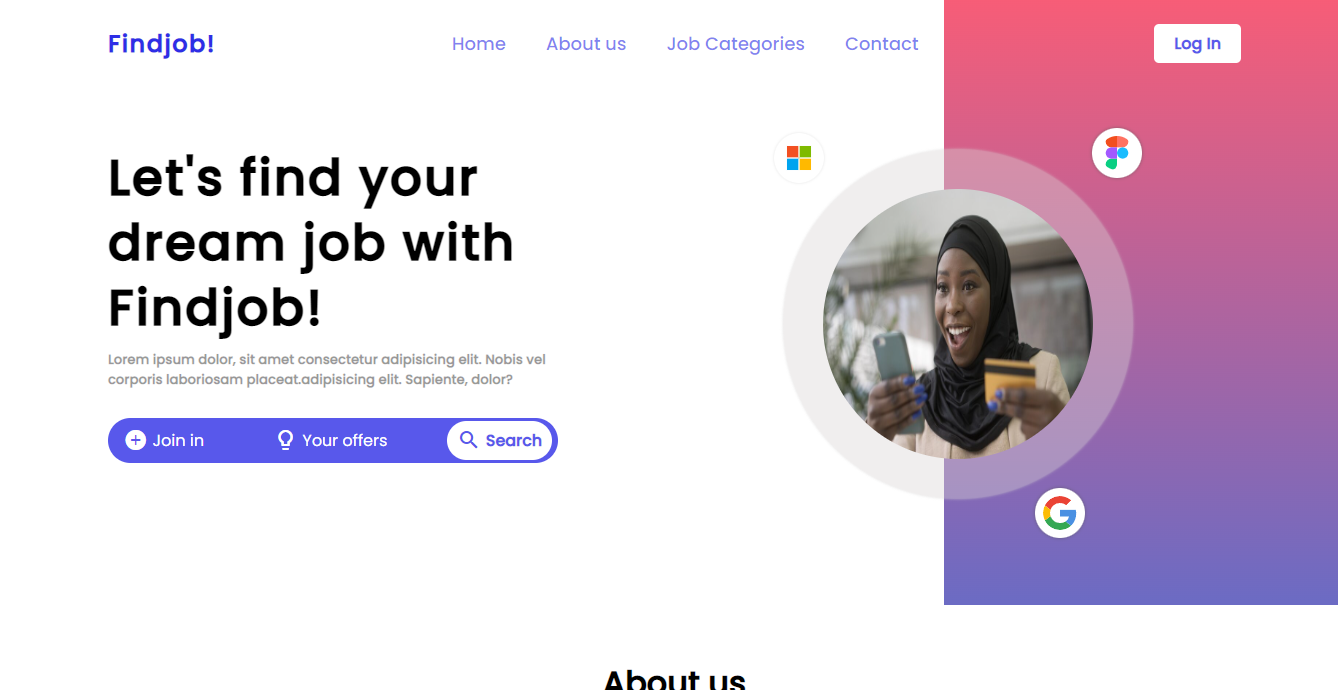 Findjob!
Home
About us
Job Categories
Contact
Log In
Let's find your
dream job with
Findjob!
Lorem ipsum dolor, sit amet consectetur adipisicing elit. Nobis vel
corporis laboriosam placeat.adipisicing elit. Sapiente, dolor?
Join in
Your offers
Search
About us